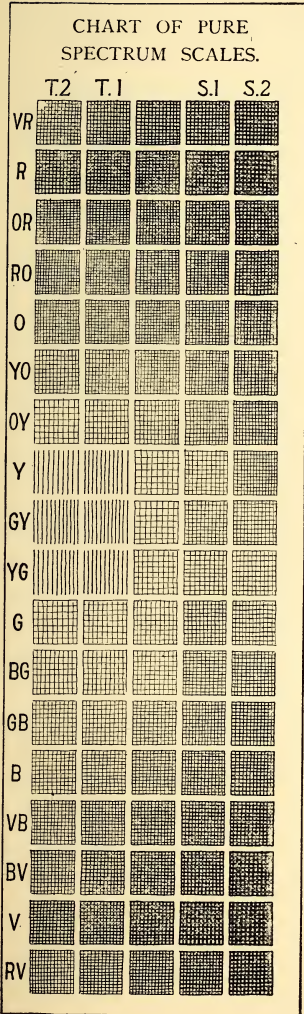 CHART OF PURE
SPECTRUM SCALES.
T.2 T.1 S.1 S.2
VR
R
OR
RO
O
YO
OY
Y
GY
YG
G
BG
GB
B
VB
BV
V
RV